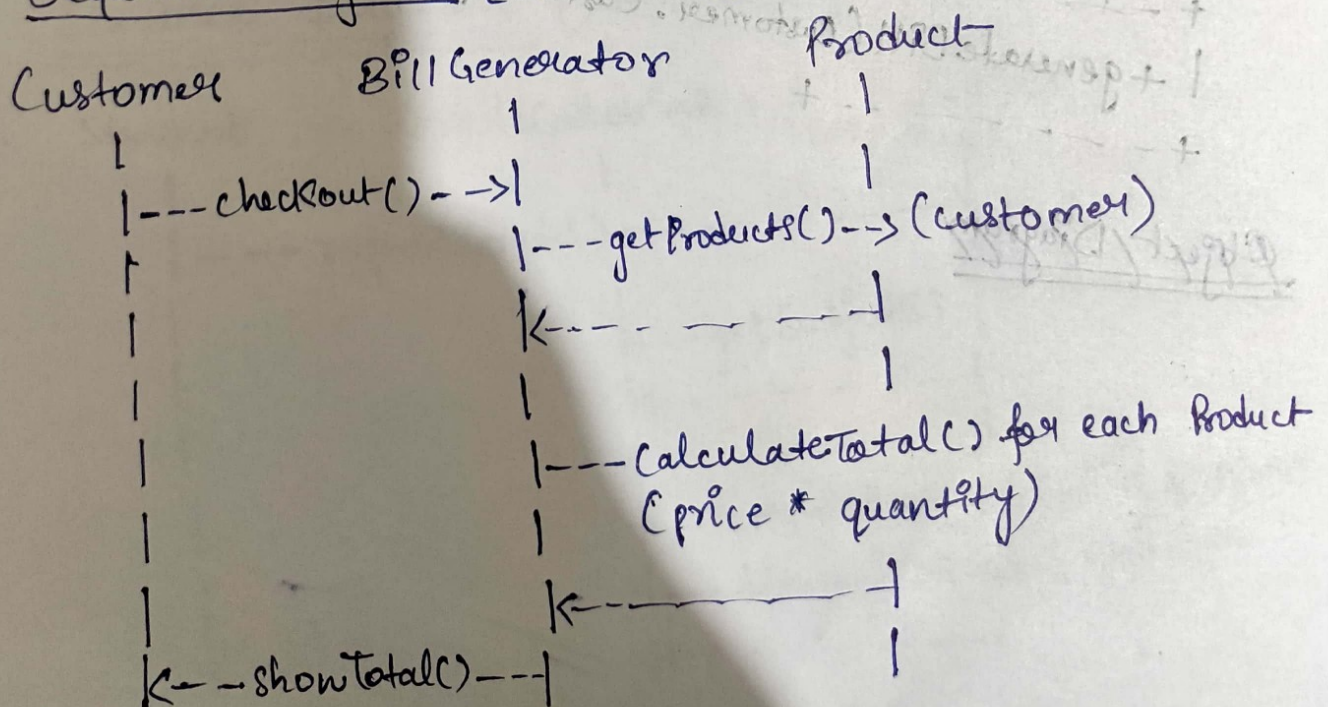 Customer BillGenerator Product
|--- checkout() - ->|
|--- getProducts() --> (customer)
|<--- - - ---|
|--- CalculateTotal() for each Product
(price * quantity)
|<--- ---|
|<- - showTotal() ---|